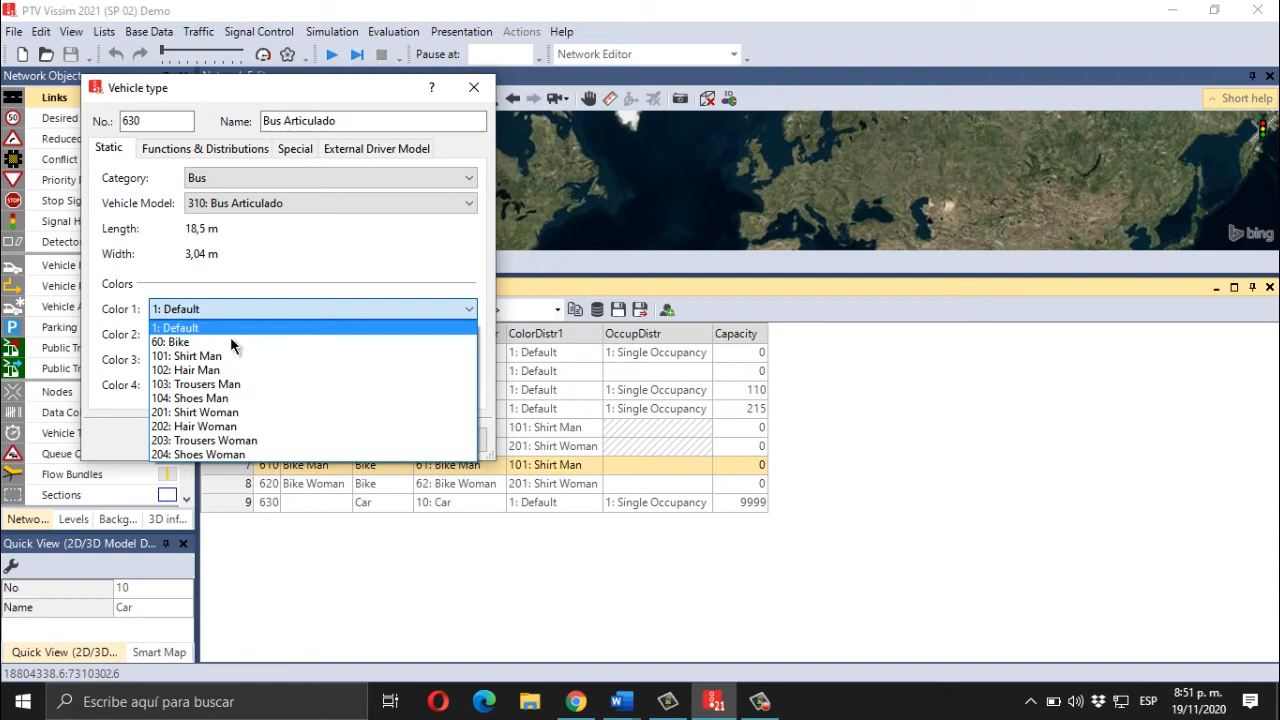 PTV Vissim 2021 (SP 02) Demo
File Edit View Lists Base Data Traffic Signal Control Simulation Evaluation Presentation Actions Help
Pause at: Network Editor
Network Objec
Short help
Vehicle type ?
No.: 630 Name: Bus Articulado
Static Functions & Distributions Special External Driver Model
Category: Bus
Vehicle Model: 310: Bus Articulado
Length: 18,5 m
Width: 3,04 m
Colors
Color 1: 1: Default
Color 2:
Color 3:
Color 4:
1: Default
60: Bike
101: Shirt Man
102: Hair Man
103: Trousers Man
104: Shoes Man
201: Shirt Woman
202: Hair Woman
203: Trousers Woman
204: Shoes Woman
Links
50 Desired
Reduced
Conflict
Priority
Stop Sig
STOP
Signal H
Detector
Vehicle
Vehicle
Vehicle A
P Parking
Public Tr
Public Tr
Nodes
Data Co
Vehicle T
Queue C
Flow Bundles
Sections
Netwo... Levels Backg... 3D inf...
bing
ColorDistr1 OccupDistr Capacity
1: Default 1: Single Occupancy 0
1: Default 0
1: Default 1: Single Occupancy 110
1: Default 1: Single Occupancy 215
101: Shirt Man 0
201: Shirt Woman 0
7 610 Bike Man Bike 61: Bike Man 101: Shirt Man 0
8 620 Bike Woman Bike 62: Bike Woman 201: Shirt Woman 0
9 630 Car 10: Car 1: Default 1: Single Occupancy 9999
Quick View (2D/3D Model D...
No 10
Name Car
Quick View (2D/3D... Smart Map
18804338.6:7310302.6
Escribe aquí para buscar
21
ESP
8:51 p. m.
19/11/2020